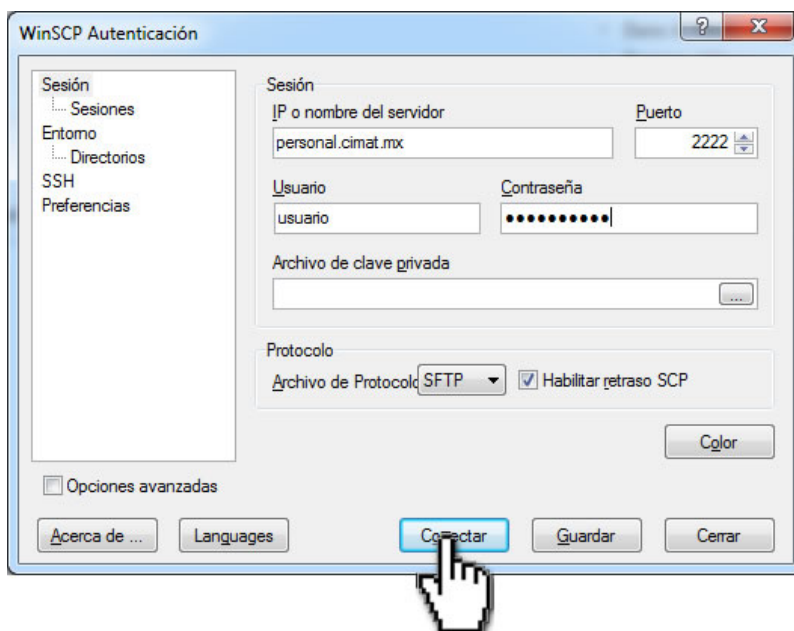 WinSCP Autenticación
Sesión
Sesiones
Entorno
Directorios
SSH
Preferencias
Sesión
IP o nombre del servidor
Puerto
personal.cimat.mx
2222
Usuario
Contraseña
usuario
••••••••••
Archivo de clave privada
...
Protocolo
Archivo de Protocolo
SFTP
Habilitar retraso SCP
Color
Opciones avanzadas
Acerca de ...
Languages
Conectar
Guardar
Cerrar